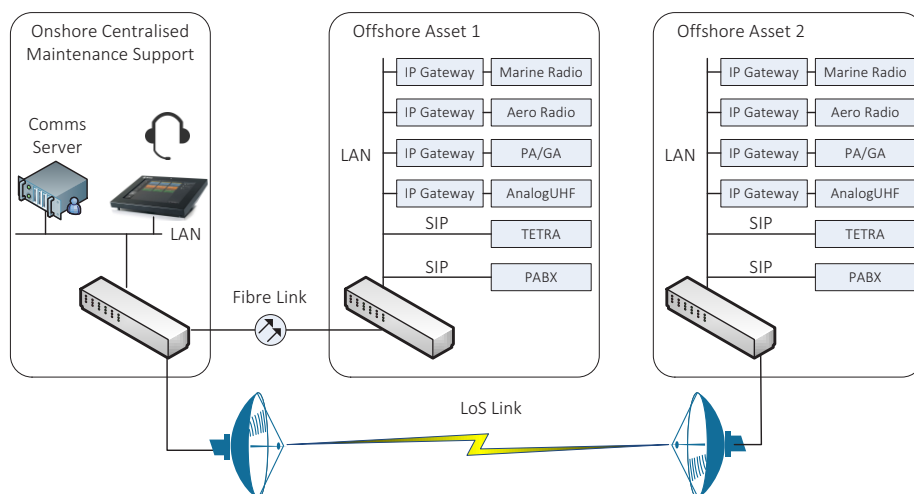 Onshore Centralised
Maintenance Support
Comms
Server
LAN
Fibre Link
Offshore Asset 1
IP Gateway Marine Radio
IP Gateway Aero Radio
LAN
IP Gateway PA/GA
IP Gateway AnalogUHF
SIP
TETRA
SIP
PABX
Offshore Asset 2
IP Gateway Marine Radio
IP Gateway Aero Radio
LAN
IP Gateway PA/GA
IP Gateway AnalogUHF
SIP
TETRA
SIP
PABX
LoS Link